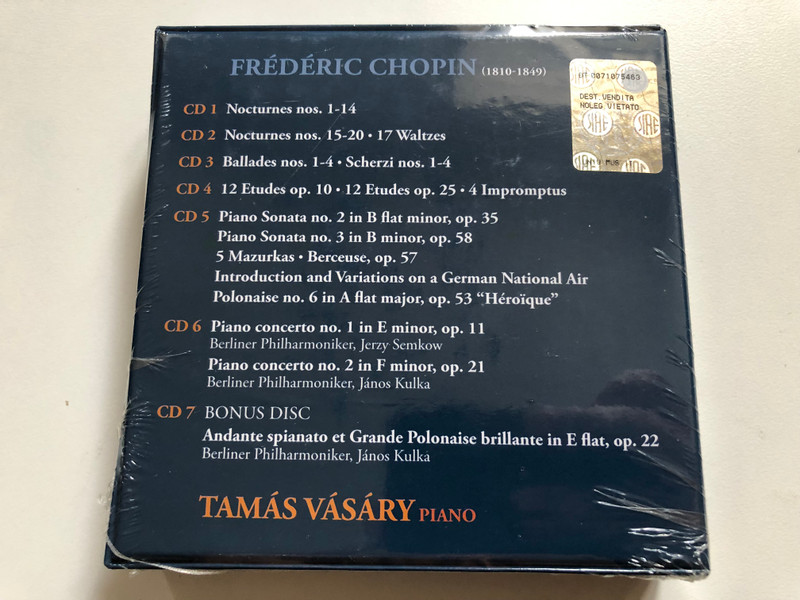 FRÉDÉRIC CHOPIN (1810-1849)
CD 1 Nocturnes nos. 1-14
CD 2 Nocturnes nos. 15-20 • 17 Waltzes
CD 3 Ballades nos. 1-4 • Scherzi nos. 1-4
CD 4 12 Etudes op. 10 • 12 Etudes op. 25 • 4 Impromptus
CD 5 Piano Sonata no. 2 in B flat minor, op. 35
Piano Sonata no. 3 in B minor, op. 58
5 Mazurkas • Berceuse, op. 57
Introduction and Variations on a German National Air
Polonaise no. 6 in A flat major, op. 53 “Héroïque”
CD 6 Piano concerto no. 1 in E minor, op. 11
Berliner Philharmoniker, Jerzy Semkow
Piano concerto no. 2 in F minor, op. 21
Berliner Philharmoniker, János Kulka
CD 7 BONUS DISC
Andante spianato et Grande Polonaise brillante in E flat, op. 22
Berliner Philharmoniker, János Kulka
TAMÁS VÁSÁRY PIANO
0071075463
DEST.VENDITA
NOLEG.VIETATO
SIAE
MUS